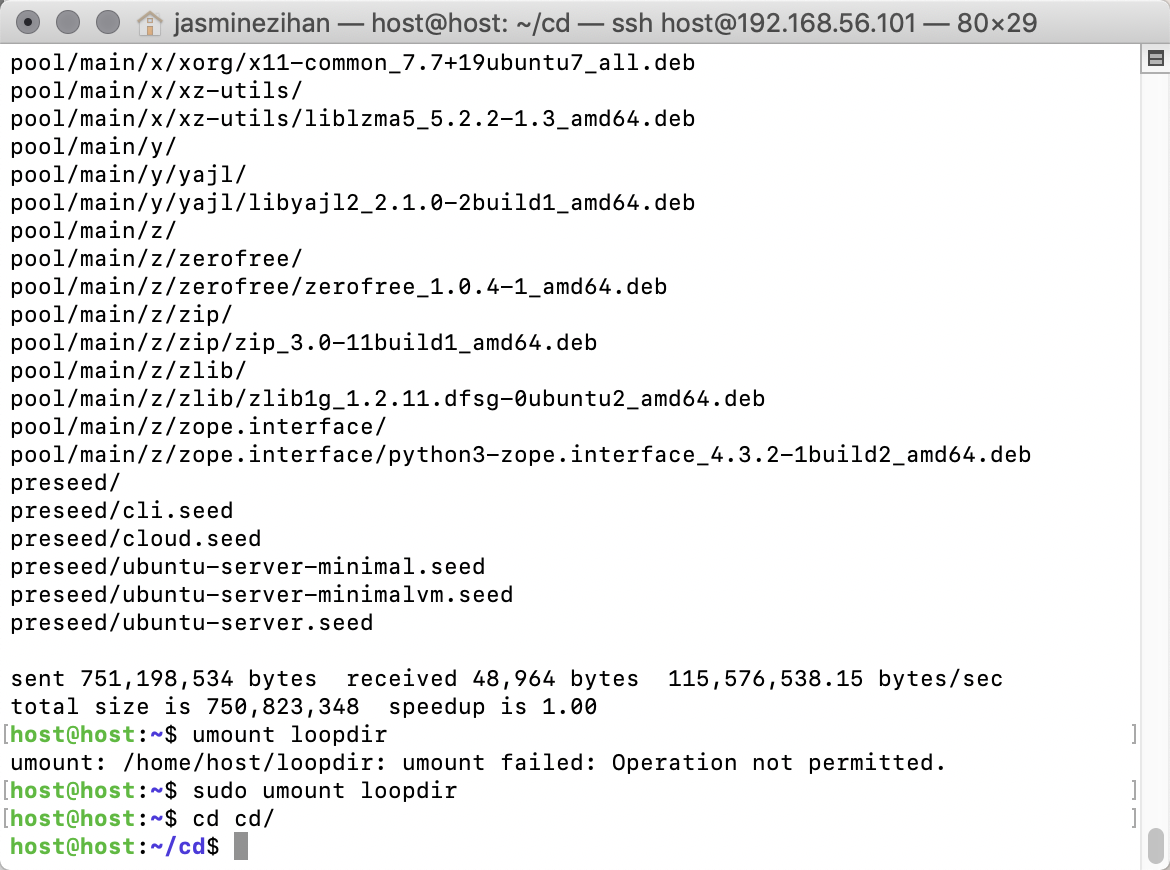 jasminezihan — host@host: ~/cd — ssh host@192.168.56.101 — 80×29
pool/main/x/xorg/x11-common_7.7+19ubuntu7_all.deb
pool/main/x/xz-utils/
pool/main/x/xz-utils/liblzma5_5.2.2-1.3_amd64.deb
pool/main/y/
pool/main/y/yajl/
pool/main/y/yajl/libyajl2_2.1.0-2build1_amd64.deb
pool/main/z/
pool/main/z/zerofree/
pool/main/z/zerofree/zerofree_1.0.4-1_amd64.deb
pool/main/z/zip/
pool/main/z/zip/zip_3.0-11build1_amd64.deb
pool/main/z/zlib/
pool/main/z/zlib/zlib1g_1.2.11.dfsg-0ubuntu2_amd64.deb
pool/main/z/zope.interface/
pool/main/z/zope.interface/python3-zope.interface_4.3.2-1build2_amd64.deb
preseed/
preseed/cli.seed
preseed/cloud.seed
preseed/ubuntu-server-minimal.seed
preseed/ubuntu-server-minimalvm.seed
preseed/ubuntu-server.seed
sent 751,198,534 bytes  received 48,964 bytes  115,576,538.15 bytes/sec
total size is 750,823,348  speedup is 1.00
[host@host:~$ umount loopdir ]
umount: /home/host/loopdir: umount failed: Operation not permitted.
[host@host:~$ sudo umount loopdir ]
[host@host:~$ cd cd/ ]
host@host:~/cd$